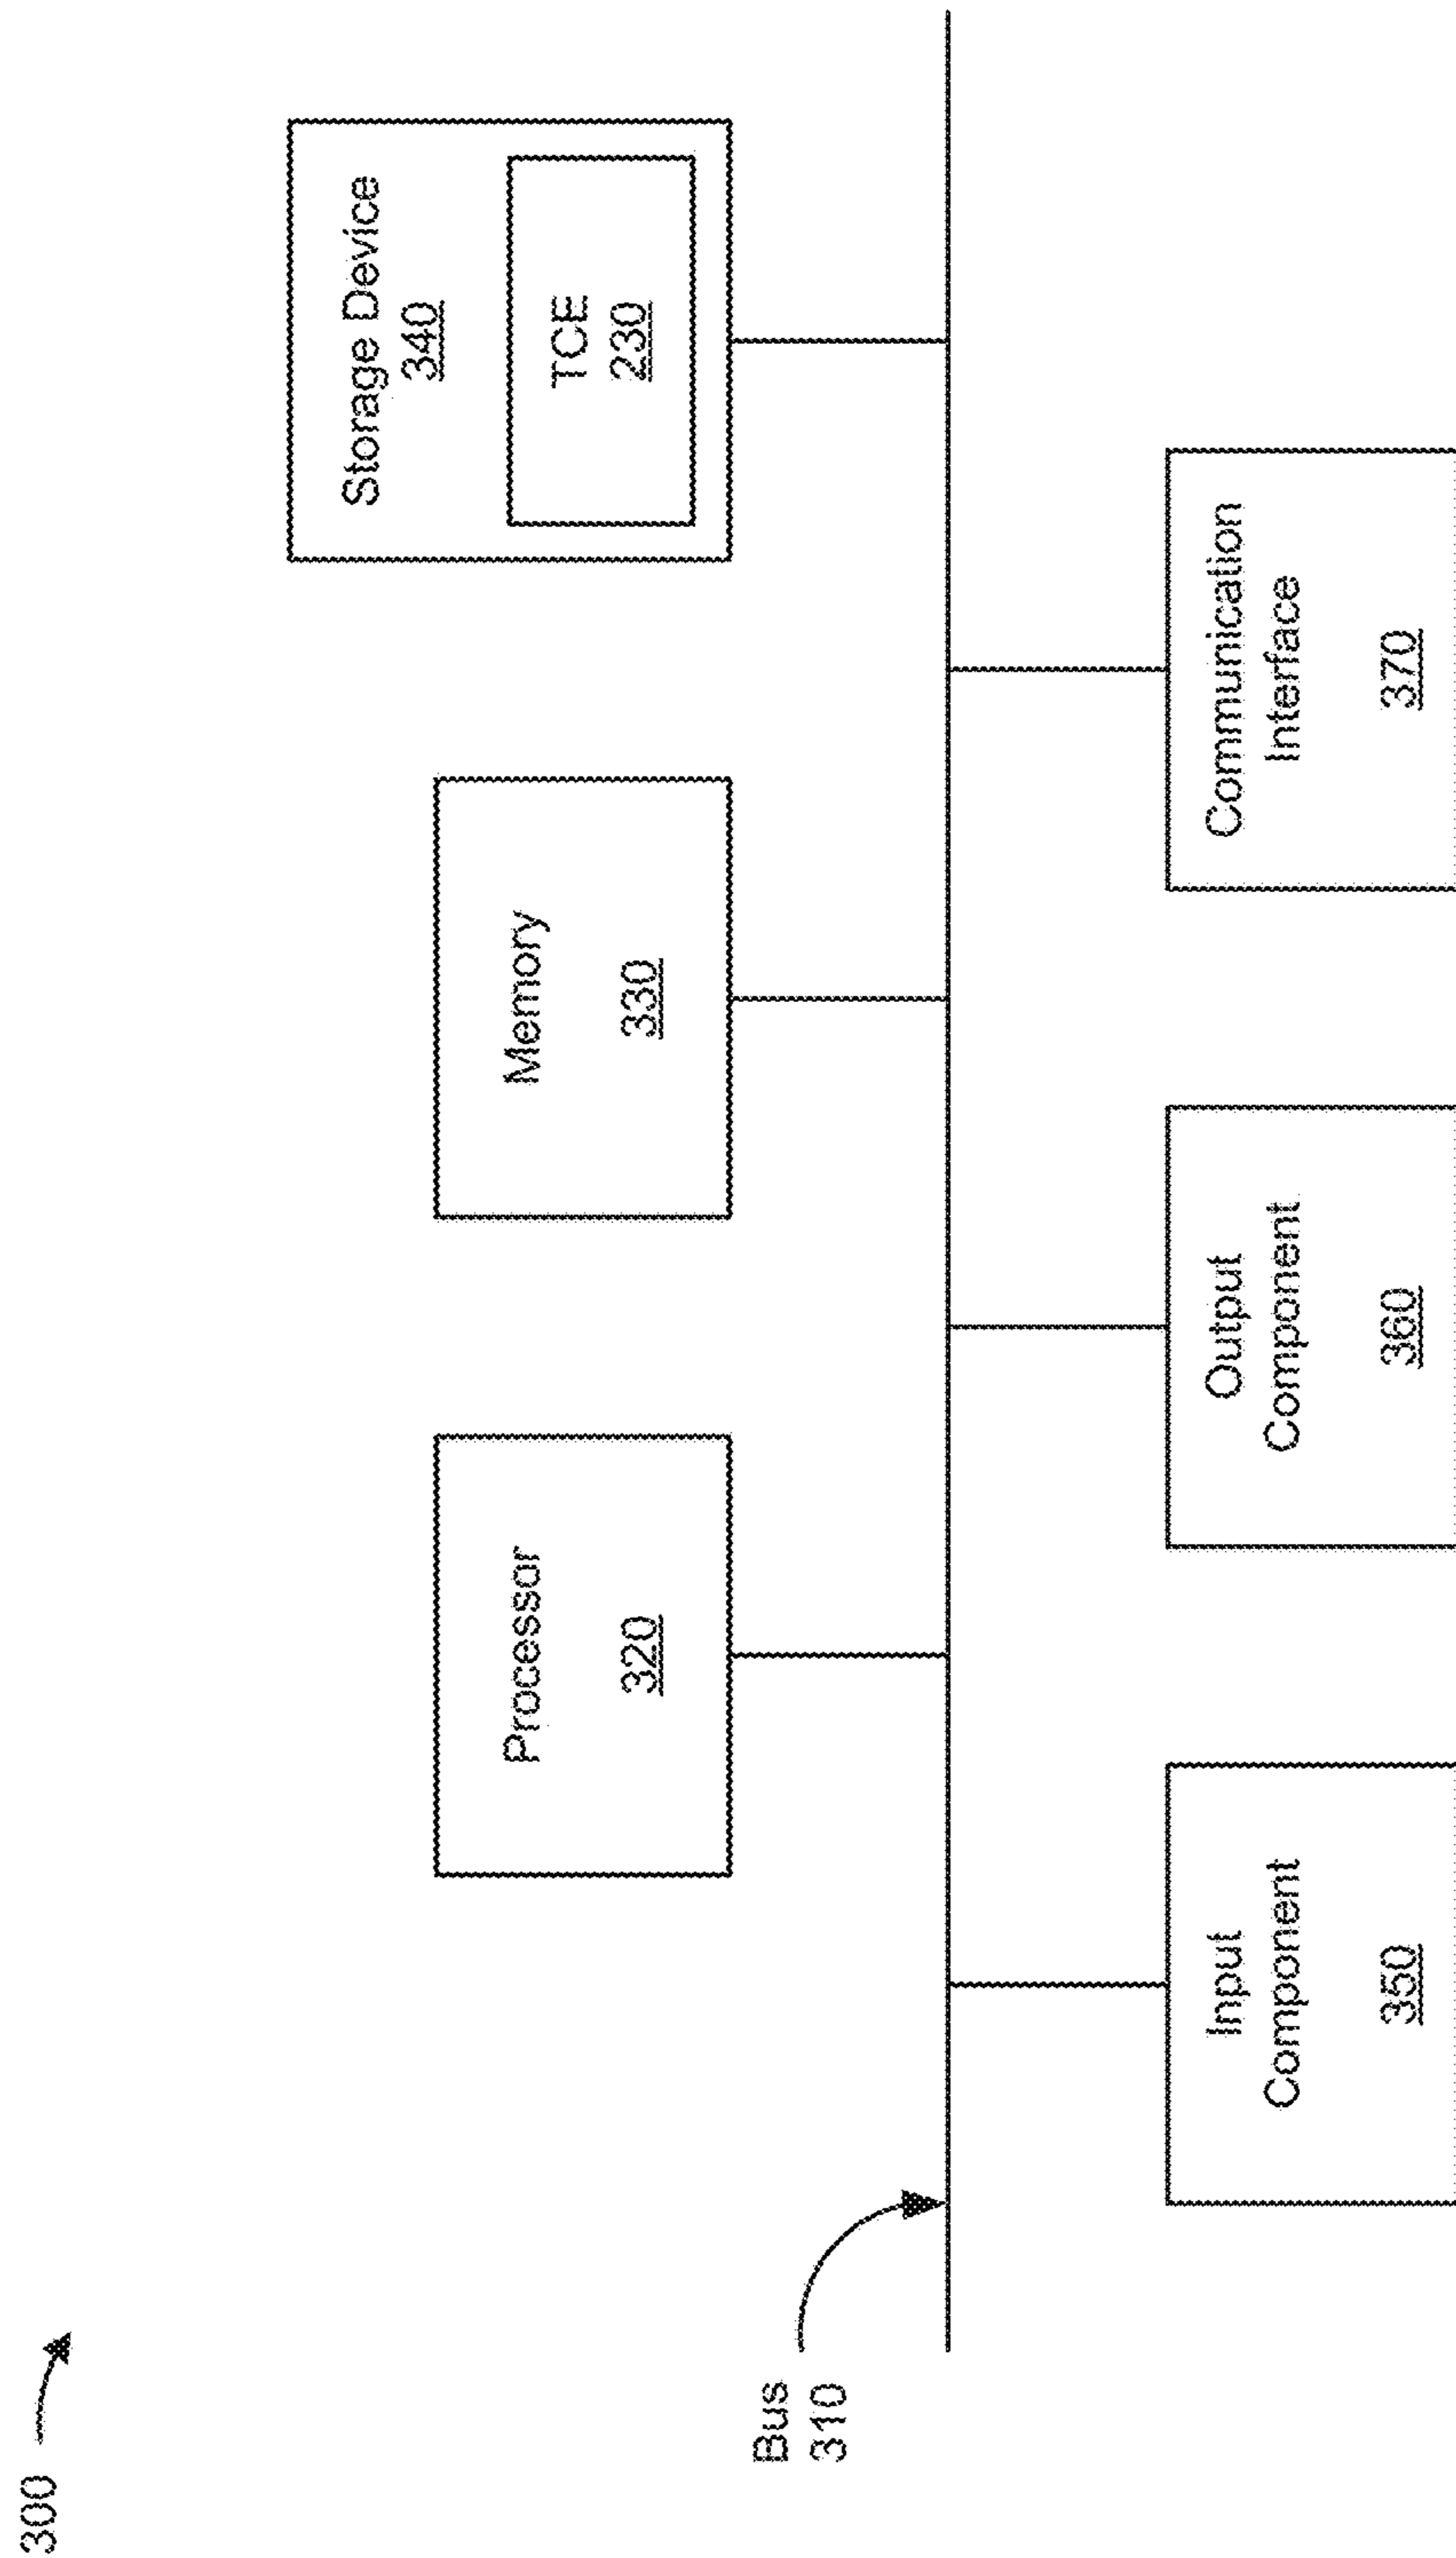 300
Bus
310
Processor
320
Memory
330
Storage Device
340
TCE
230
Input
Component
350
Output
Component
360
Communication
Interface
370